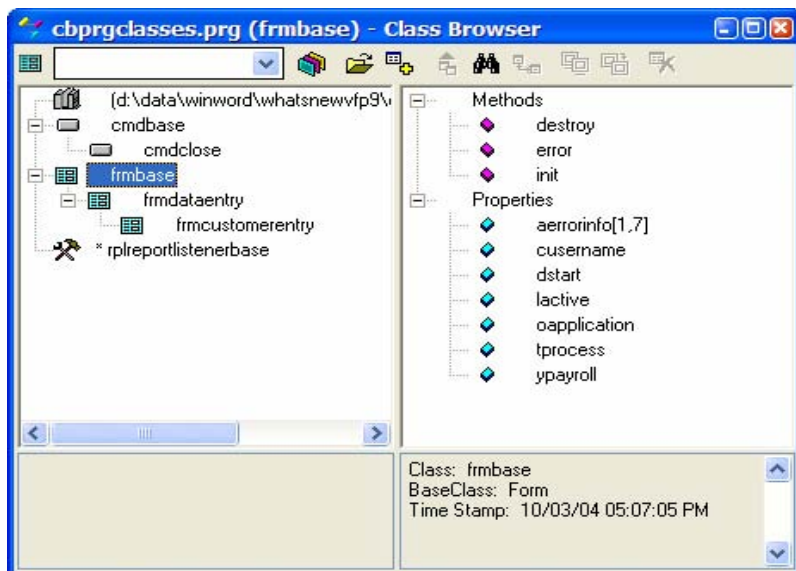 cbprgclasses.prg (frmbase) - Class Browser
(d:\data\winword\whatsnewvfp9\
cmdbase
cmdclose
frmbase
frmdataentry
frmcustomerentry
* rplreportlistenerbase
Methods
destroy
error
init
Properties
aerrorinfo[1,7]
cusername
dstart
lactive
oapplication
tprocess
ypayroll
Class: frmbase
BaseClass: Form
Time Stamp: 10/03/04 05:07:05 PM